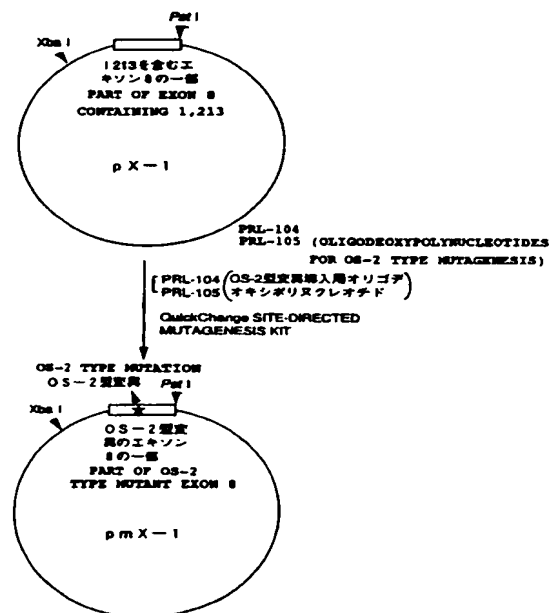 Pst I
Xba I
1213を含むエ
キソン8の一部
PART OF EXON 8
CONTAINING 1,213
pX-1
PRL-104
PRL-105 (OLIGODEOXYPOLYNUCLEOTIDES
FOR OS-2 TYPE MUTAGENESIS)
PRL-104 (OS-2型変異導入用オリゴデ
PRL-105 オキシポリヌクレオチド)
QuickChange SITE-DIRECTED
MUTAGENESIS KIT
OS-2 TYPE MUTATION
OS-2型変異
Pst I
Xba I
OS-2型変
異のエキソン
8の一部
PART OF OS-2
TYPE MUTANT EXON 8
pmX-1